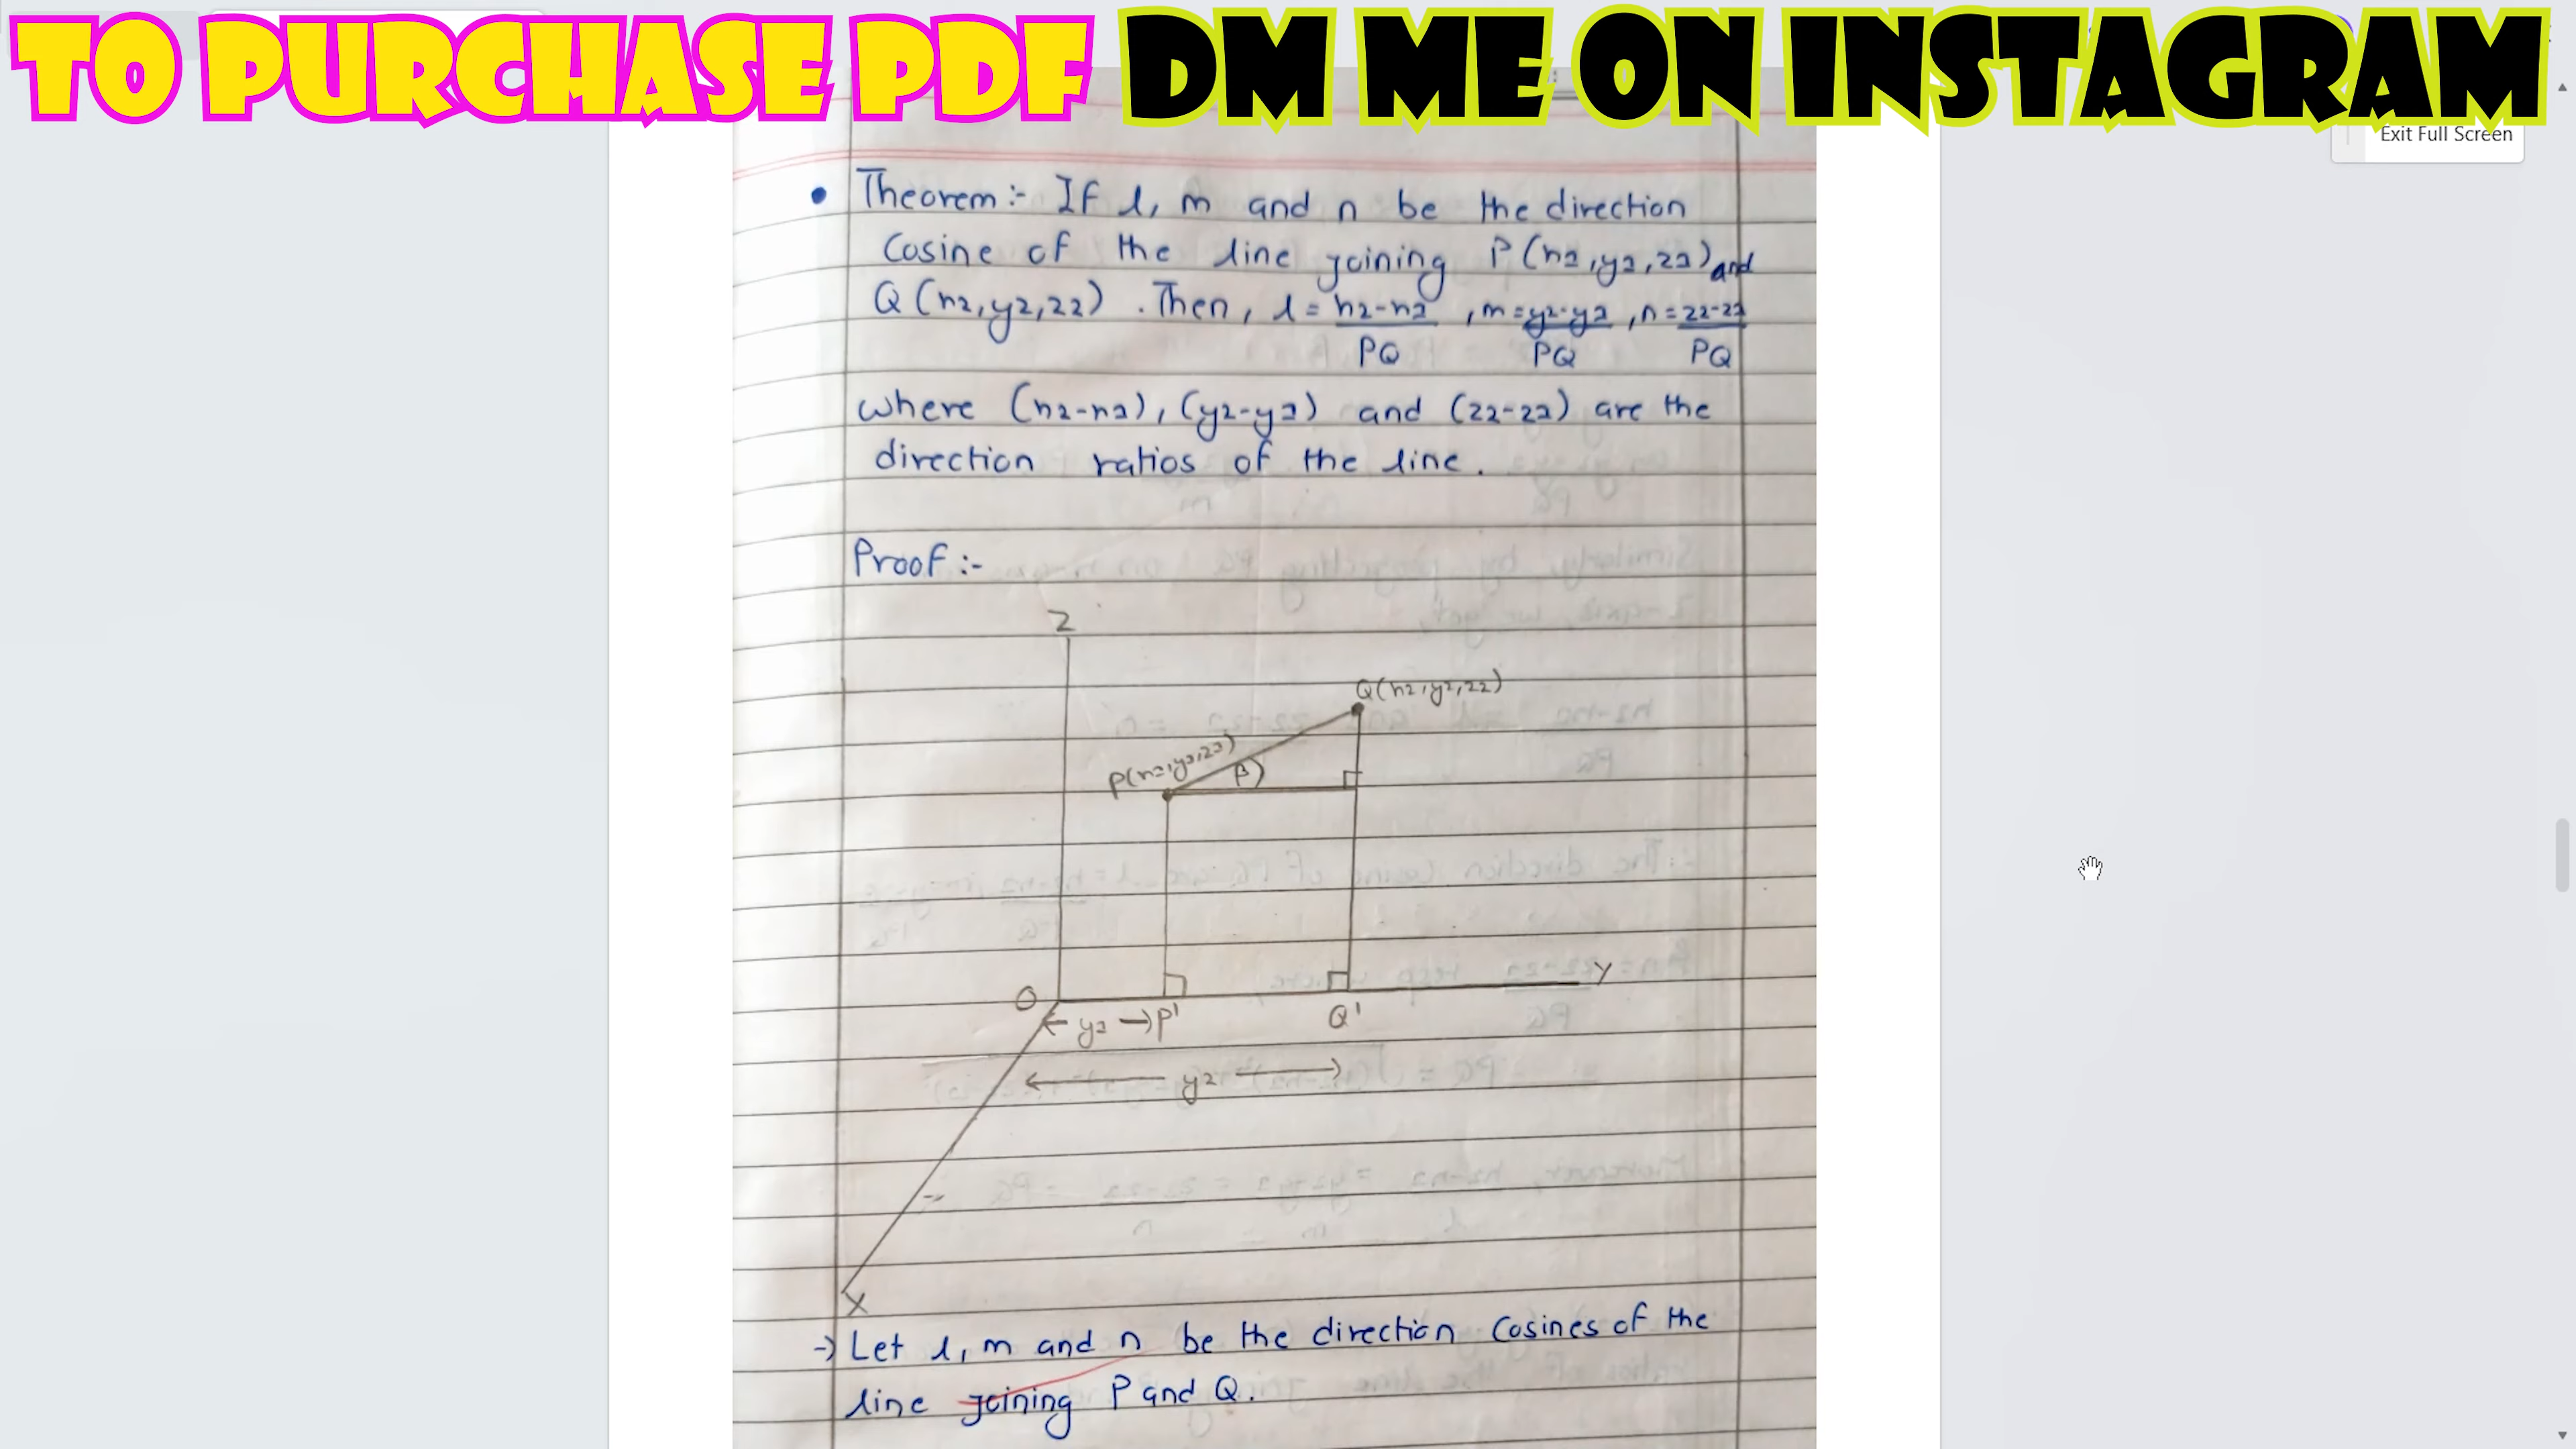 TO PURCHASE PDF DM ME ON INSTAGRAM
Exit Full Screen
• Theorem :- If l, m and n be the direction
Cosine of the line joining P(x1, y1, z1) and
Q(x2, y2, z2). Then, l = x2-x1/PQ, m = y2-y1/PQ, n = z2-z1/PQ
where (x2-x1), (y2-y1) and (z2-z1) are the
direction ratios of the line.
Proof :-
Z
Q(x2, y2, z2)
P(x1, y1, z1)
β
O
Y
← y1 → P'
Q'
← y2 →
X
→ Let l, m and n be the direction Cosines of the
line joining P and Q.